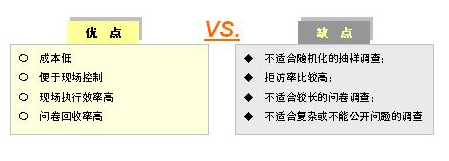 优 点
VS.
缺 点
成本低
便于现场控制
现场执行效率高
问卷回收率高
不适合随机化的抽样调查;
拒访率比较高;
不适合较长的问卷调查;
不适合复杂或不能公开问题的调查